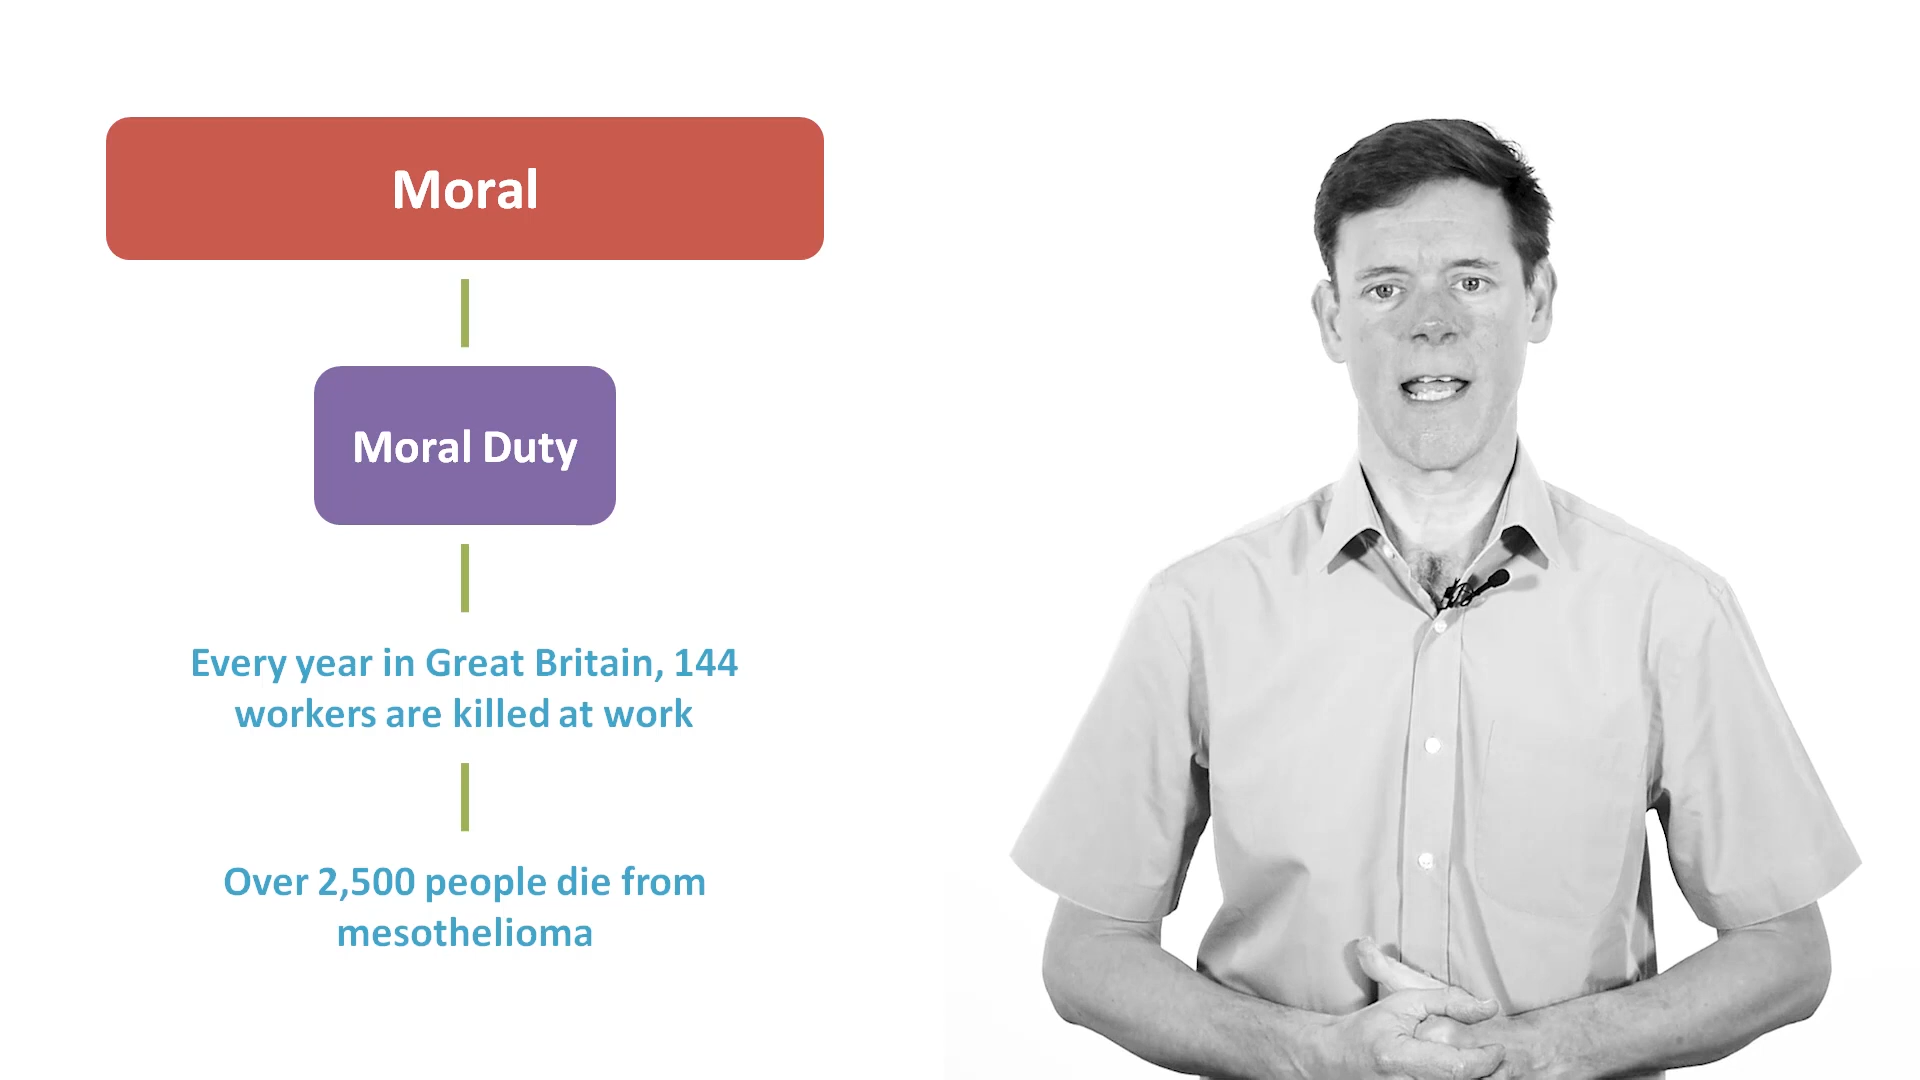 Moral
Moral Duty
Every year in Great Britain, 144
workers are killed at work
Over 2,500 people die from
mesothelioma